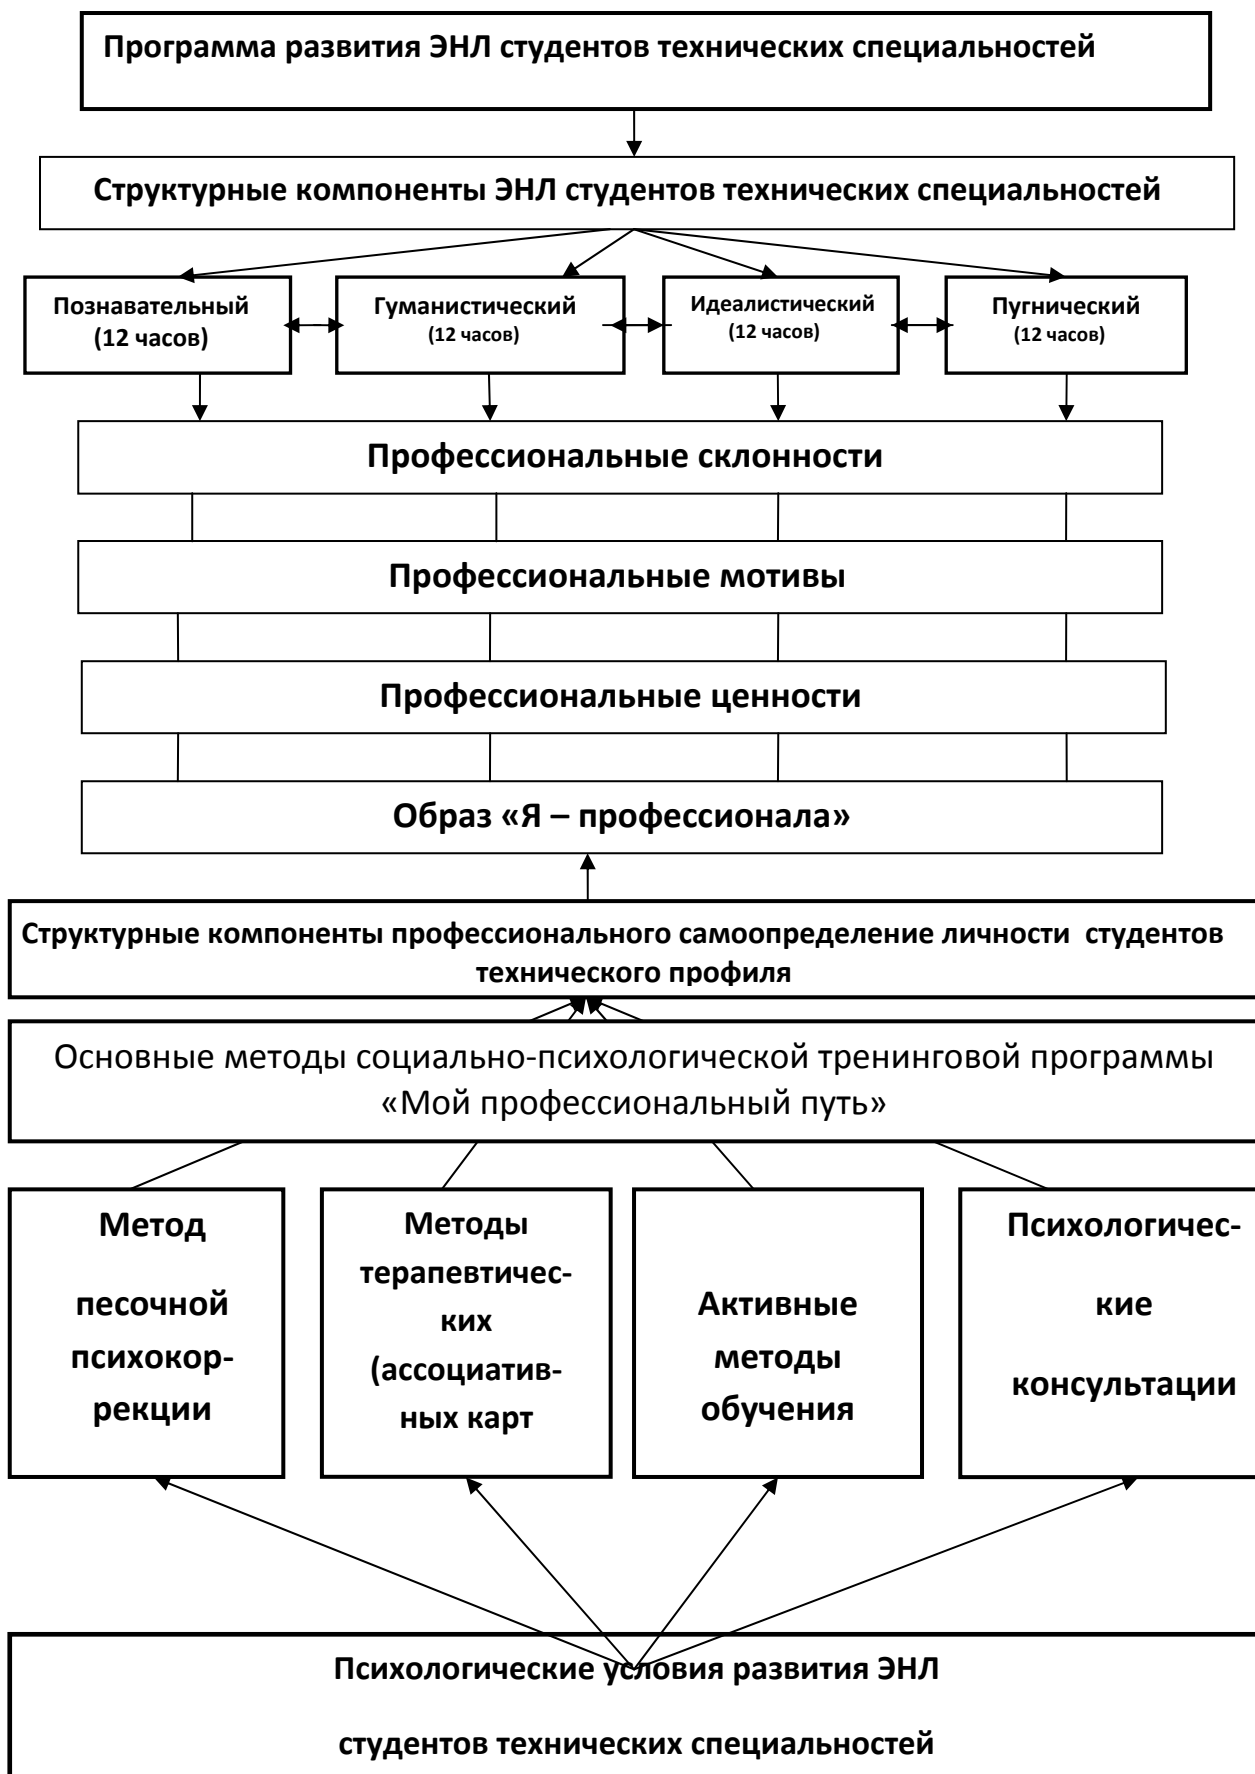 Программа развития ЭНЛ студентов технических специальностей
Структурные компоненты ЭНЛ студентов технических специальностей
Познавательный
(12 часов)
Гуманистический
(12 часов)
Идеалистический
(12 часов)
Пугнический
(12 часов)
Профессиональные склонности
Профессиональные мотивы
Профессиональные ценности
Образ «Я – профессионала»
Структурные компоненты профессионального самоопределение личности студентов
технического профиля
Основные методы социально-психологической тренинговой программы
«Мой профессиональный путь»
Метод
песочной
психокор-
рекции
Методы
терапевтичес-
ких
(ассоциатив-
ных карт
Активные
методы
обучения
Психологичес-
кие
консультации
Психологические условия развития ЭНЛ
студентов технических специальностей